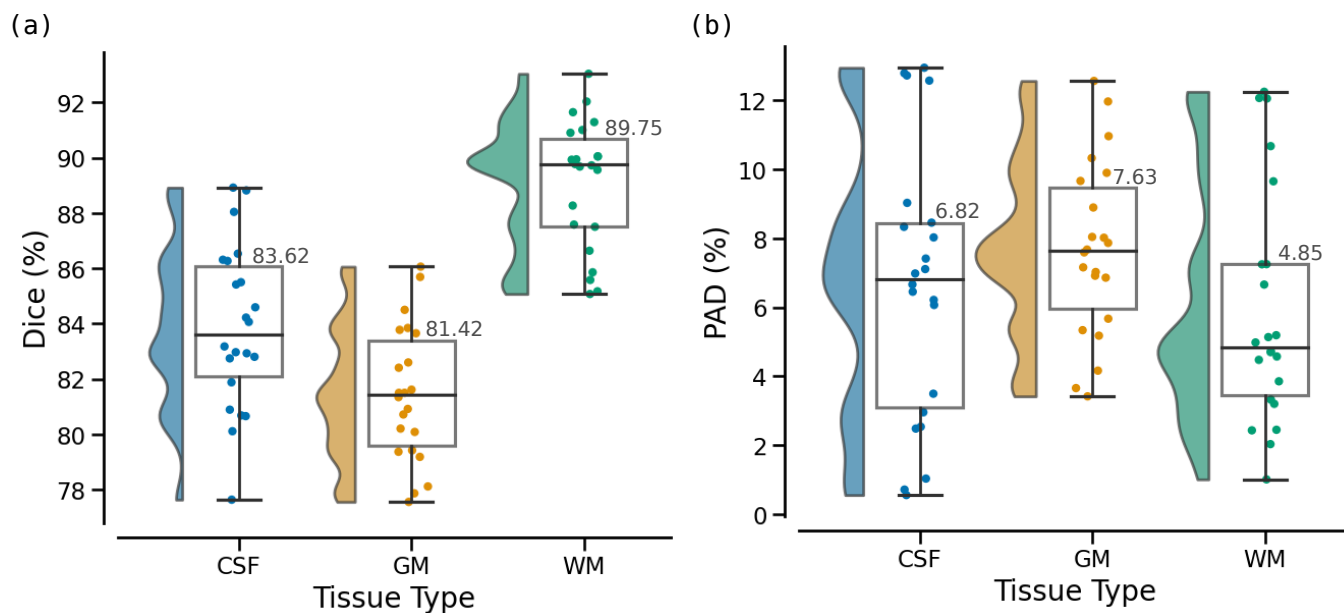 (a)
Dice (%)
92
90
88
86
84
82
80
78
83.62
81.42
89.75
CSF
GM
WM
Tissue Type
(b)
PAD (%)
12
10
8
6
4
2
0
6.82
7.63
4.85
CSF
GM
WM
Tissue Type